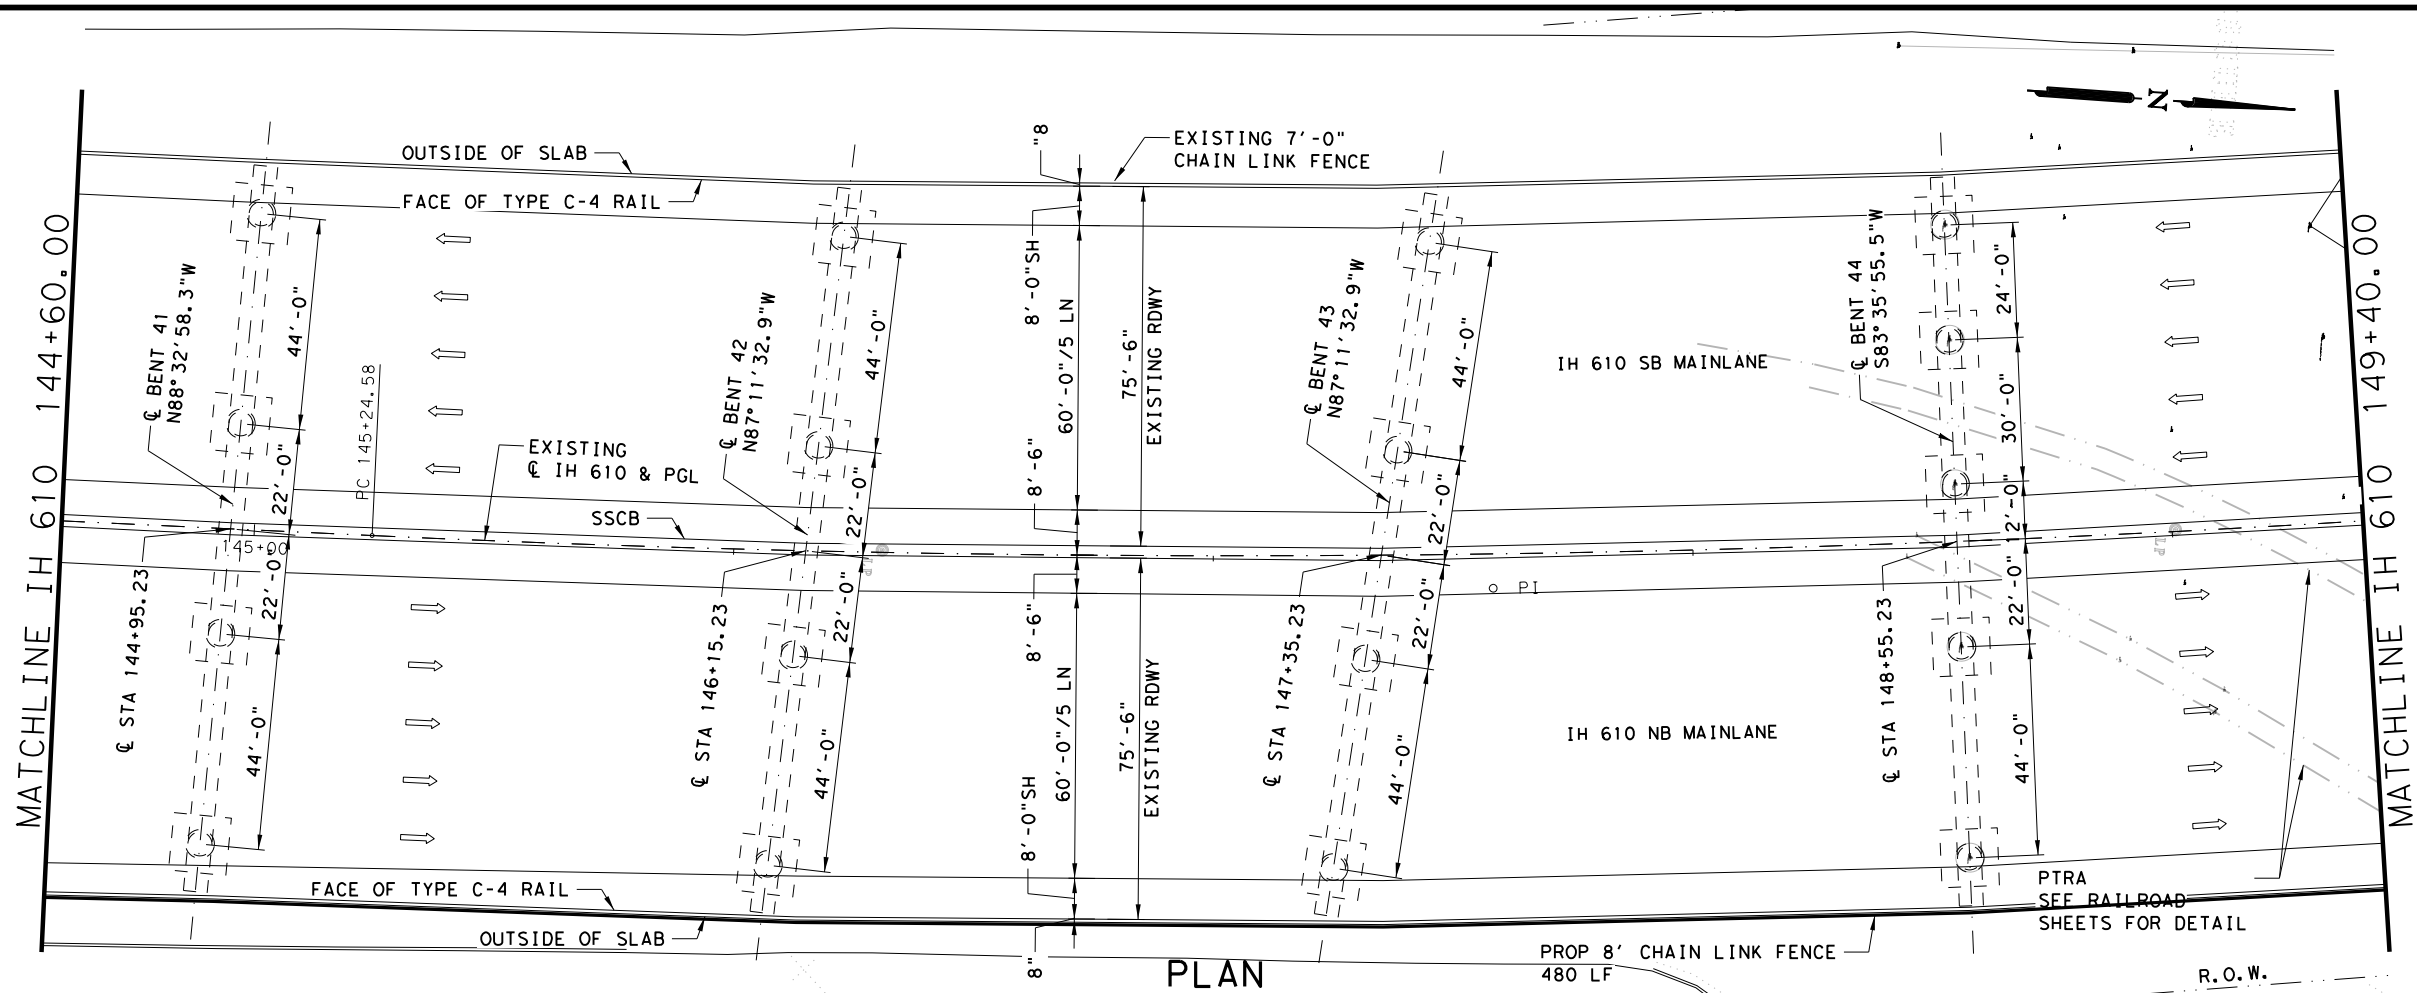 N
OUTSIDE OF SLAB
FACE OF TYPE C-4 RAIL
8"
EXISTING 7'-0"
CHAIN LINK FENCE
MATCHLINE IH 610 144+60.00
℄ BENT 41
N88°32'58.3"W
44'-0"
22'-0"
22'-0"
44'-0"
145+00
℄ STA 144+95.23
PC 145+24.58
EXISTING
℄ IH 610 & PGL
SSCB
℄ BENT 42
N87°11'32.9"W
44'-0"
22'-0"
22'-0"
44'-0"
℄ STA 146+15.23
8'-0"SH
60'-0"/5 LN
8'-6"
75'-6"
EXISTING RDWY
8'-6"
60'-0"/5 LN
8'-0"SH
75'-6"
EXISTING RDWY
8"
℄ BENT 43
N87°11'32.9"W
44'-0"
22'-0"
22'-0"
44'-0"
℄ STA 147+35.23
IH 610 SB MAINLANE
PI
IH 610 NB MAINLANE
℄ BENT 44
S83°35'55.5"W
24'-0"
30'-0"
12'-0"
22'-0"
44'-0"
℄ STA 148+55.23
LP
LP
MATCHLINE IH 610 149+40.00
FACE OF TYPE C-4 RAIL
OUTSIDE OF SLAB
PTRA
SEE RAILROAD
SHEETS FOR DETAIL
PROP 8' CHAIN LINK FENCE
480 LF
R.O.W.
PLAN